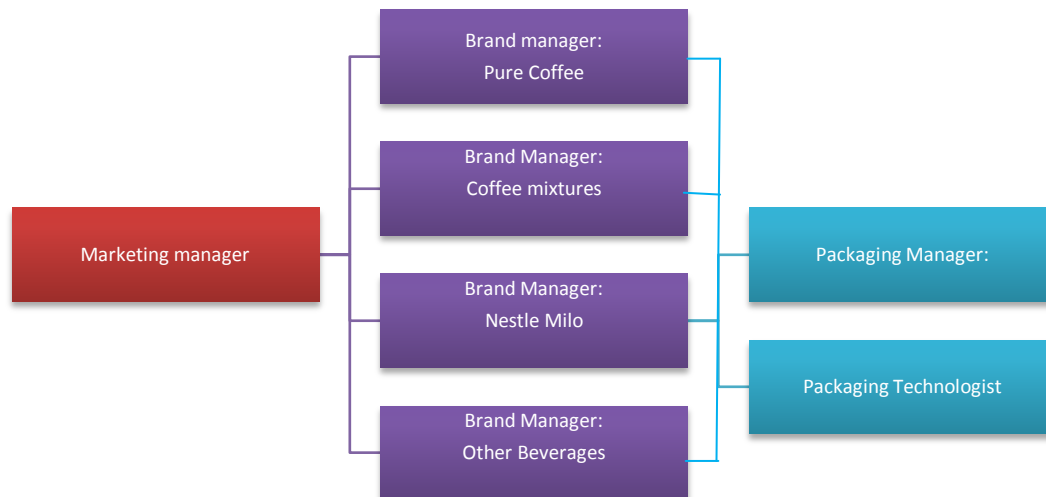 Marketing manager
Brand manager:
Pure Coffee
Brand Manager:
Coffee mixtures
Brand Manager:
Nestle Milo
Brand Manager:
Other Beverages
Packaging Manager:
Packaging Technologist